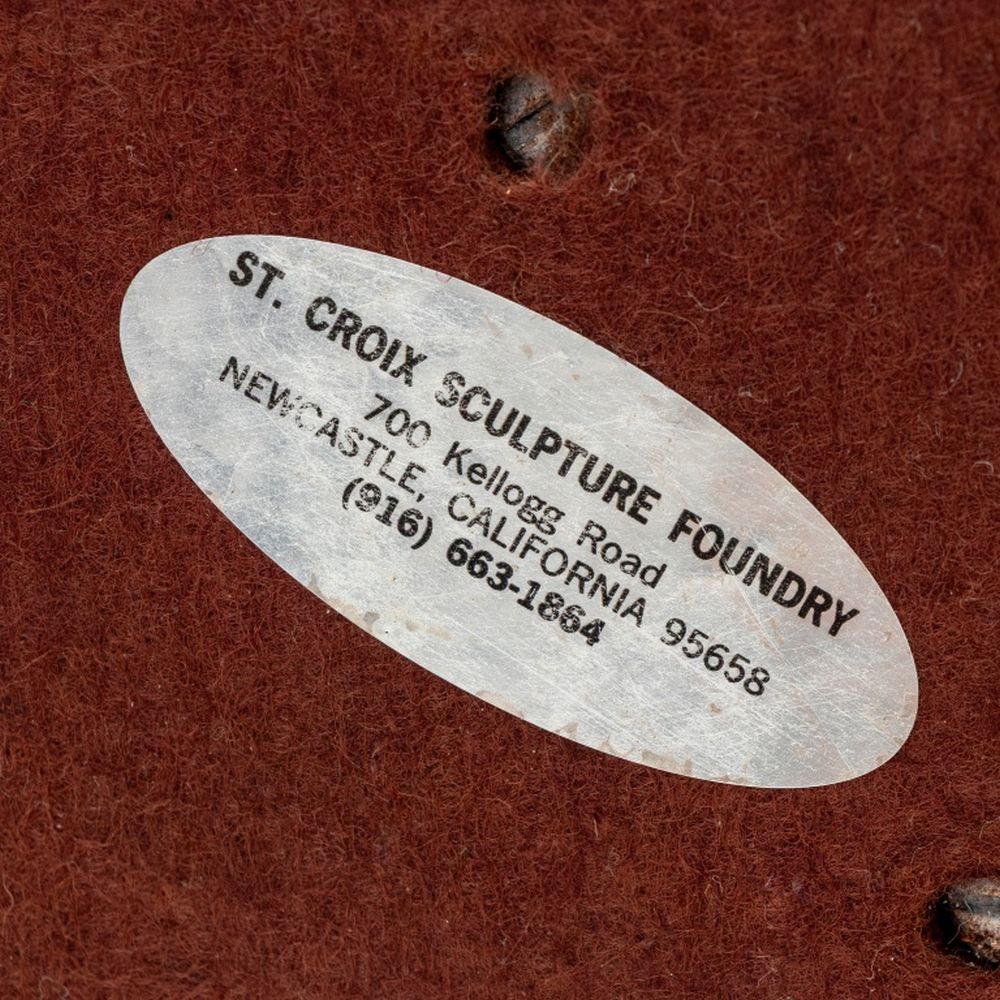 ST. CROIX SCULPTURE FOUNDRY
700 Kellogg Road
NEWCASTLE, CALIFORNIA 95658
(916) 663-1864